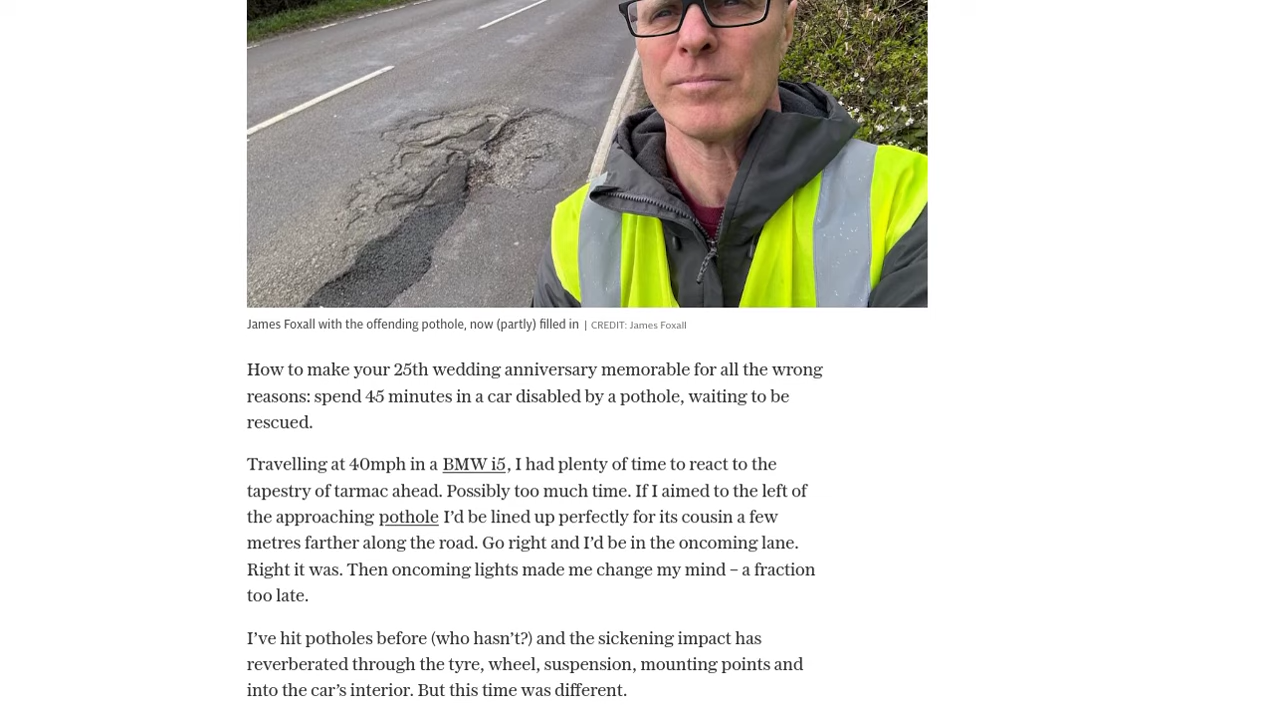 James Foxall with the offending pothole, now (partly) filled in | CREDIT: James Foxall
How to make your 25th wedding anniversary memorable for all the wrong
reasons: spend 45 minutes in a car disabled by a pothole, waiting to be
rescued.
Travelling at 40mph in a BMW i5, I had plenty of time to react to the
tapestry of tarmac ahead. Possibly too much time. If I aimed to the left of
the approaching pothole I’d be lined up perfectly for its cousin a few
metres farther along the road. Go right and I’d be in the oncoming lane.
Right it was. Then oncoming lights made me change my mind – a fraction
too late.
I’ve hit potholes before (who hasn’t?) and the sickening impact has
reverberated through the tyre, wheel, suspension, mounting points and
into the car’s interior. But this time was different.